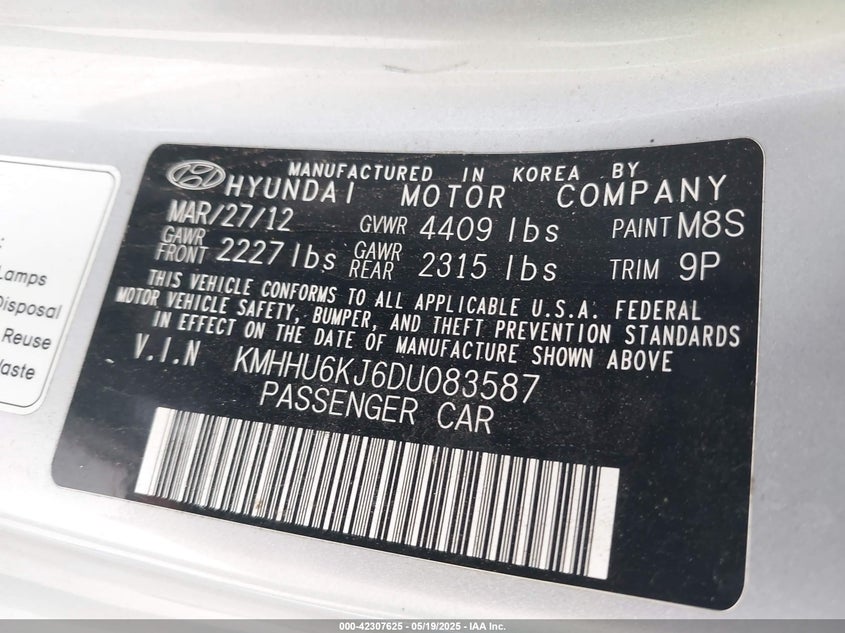 MANUFACTURED IN KOREA BY
HYUNDAI MOTOR COMPANY
MAR/27/12 GVWR 4409 lbs PAINT M8S
GAWR FRONT 2227 lbs GAWR REAR 2315 lbs TRIM 9P
THIS VEHICLE CONFORMS TO ALL APPLICABLE U.S.A. FEDERAL
MOTOR VEHICLE SAFETY, BUMPER, AND THEFT PREVENTION STANDARDS
IN EFFECT ON THE DATE OF MANUFACTURE SHOWN ABOVE.
V.I.N KMHHU6KJ6DU083587
PASSENGER CAR
Lamps
Disposal
Reuse
Waste
000-42307625 - 05/19/2025 - IAA Inc.